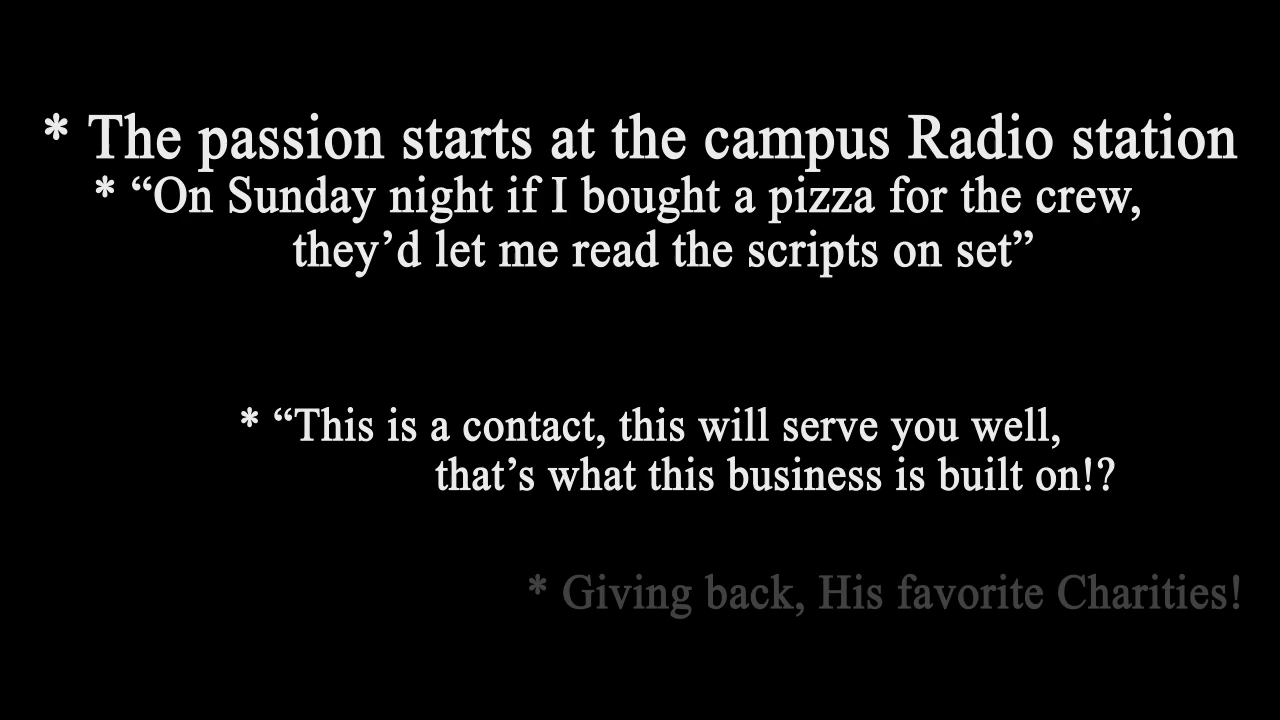 * The passion starts at the campus Radio station
* “On Sunday night if I bought a pizza for the crew,
they’d let me read the scripts on set”
* “This is a contact, this will serve you well,
that’s what this business is built on!?
* Giving back, His favorite Charities!